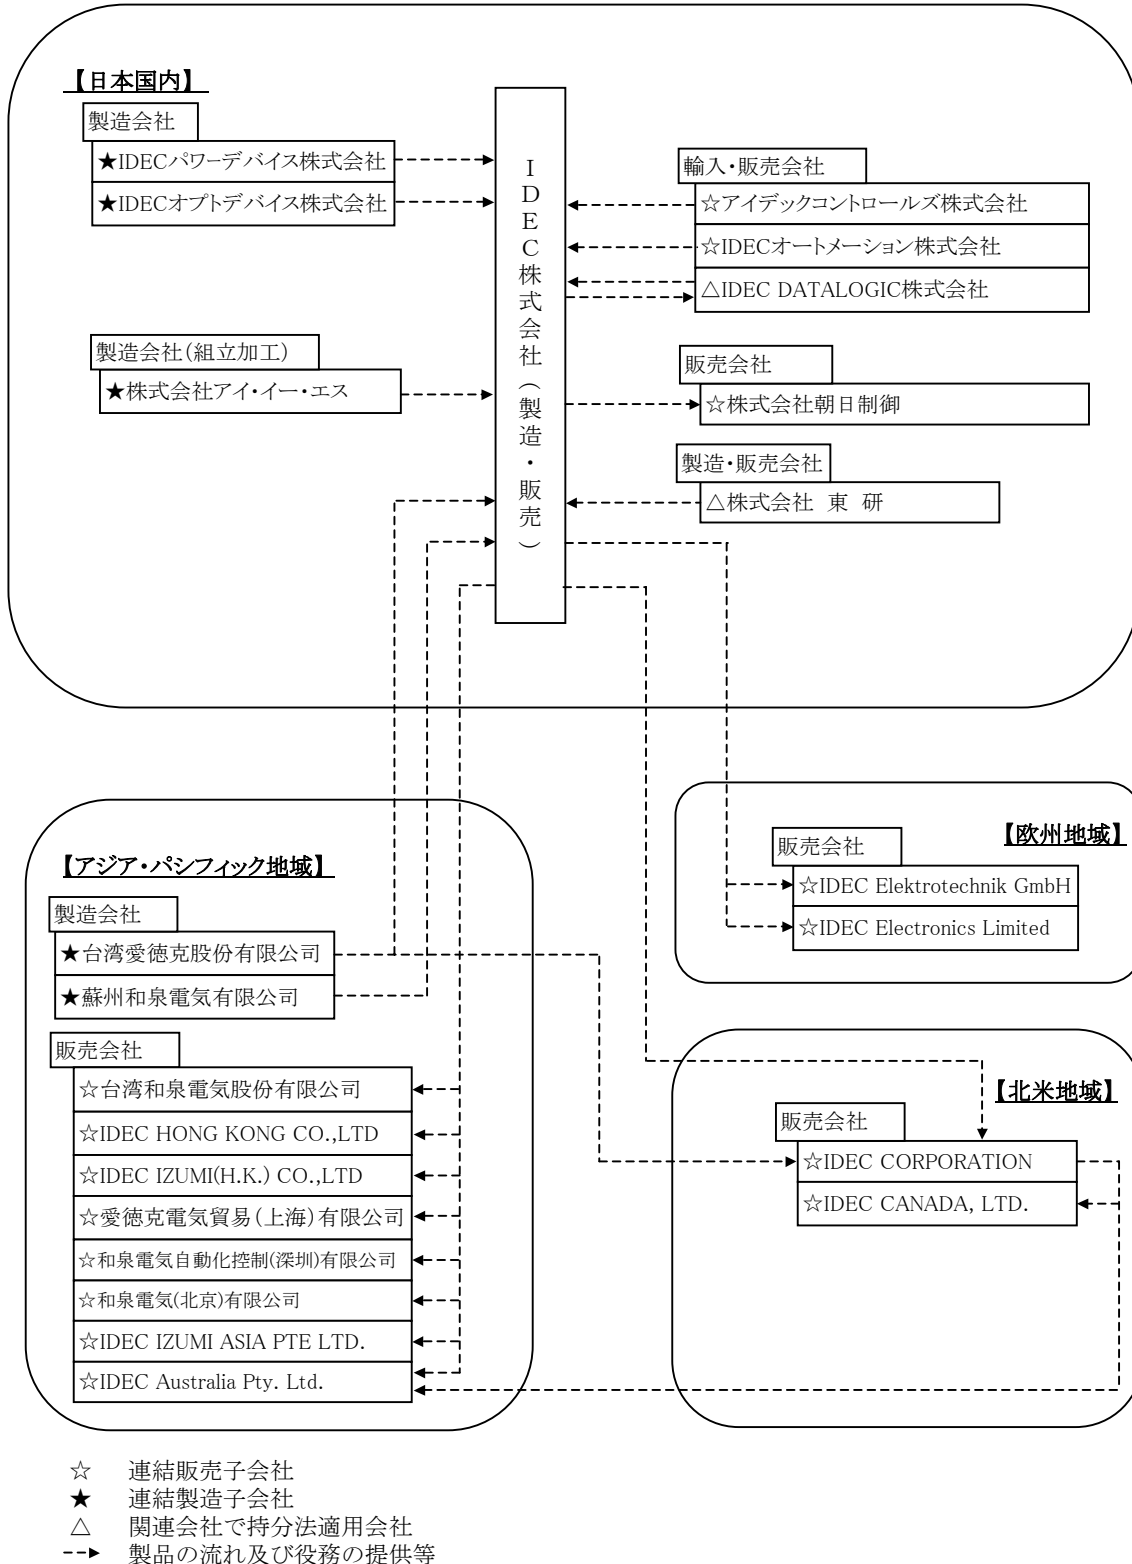 【日本国内】
製造会社
★IDECパワーデバイス株式会社
★IDECオプトデバイス株式会社
製造会社(組立加工)
★株式会社アイ・イー・エス
IDEC株式会社(製造・販売)
輸入・販売会社
☆アイデックコントロールズ株式会社
☆IDECオートメーション株式会社
△IDEC DATALOGIC株式会社
販売会社
☆株式会社朝日制御
製造・販売会社
△株式会社 東 研
【アジア・パシフィック地域】
製造会社
★台湾愛徳克股份有限公司
★蘇州和泉電気有限公司
販売会社
☆台湾和泉電気股份有限公司
☆IDEC HONG KONG CO.,LTD
☆IDEC IZUMI(H.K.) CO.,LTD
☆愛徳克電気貿易(上海)有限公司
☆和泉電気自動化控制(深圳)有限公司
☆和泉電気(北京)有限公司
☆IDEC IZUMI ASIA PTE LTD.
☆IDEC Australia Pty. Ltd.
【欧州地域】
販売会社
☆IDEC Elektrotechnik GmbH
☆IDEC Electronics Limited
【北米地域】
販売会社
☆IDEC CORPORATION
☆IDEC CANADA, LTD.
☆ 連結販売子会社
★ 連結製造子会社
△ 関連会社で持分法適用会社
製品の流れ及び役務の提供等